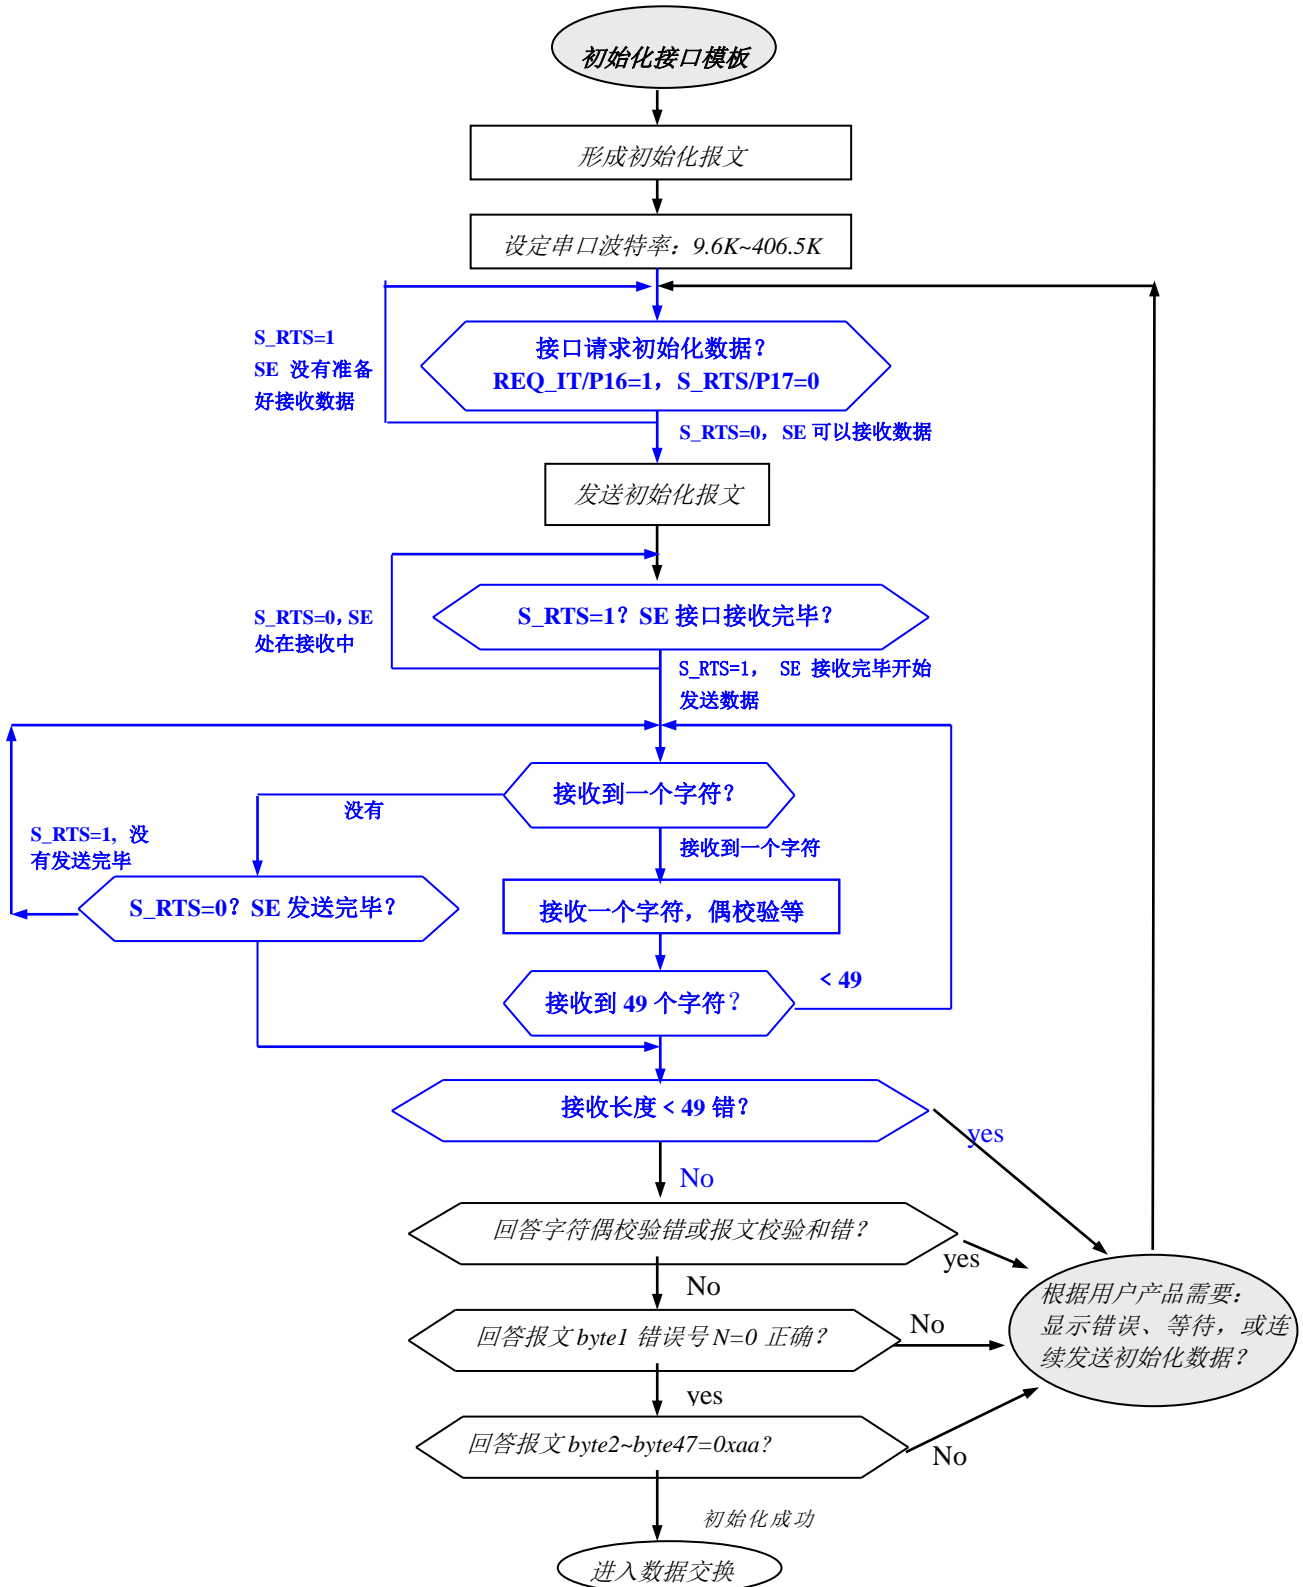 初始化接口模板
形成初始化报文
设定串口波特率：9.6K~406.5K
S_RTS=1
SE 没有准备
好接收数据
接口请求初始化数据？
REQ_IT/P16=1，S_RTS/P17=0
S_RTS=0，SE 可以接收数据
发送初始化报文
S_RTS=0，SE
处在接收中
S_RTS=1？SE 接口接收完毕？
S_RTS=1， SE 接收完毕开始
发送数据
接收到一个字符？
没有
S_RTS=1，没
有发送完毕
接收到一个字符
S_RTS=0？SE 发送完毕？
接收一个字符，偶校验等
＜49
接收到 49 个字符？
接收长度＜49 错？
yes
No
回答字符偶校验错或报文校验和错？
yes
No
根据用户产品需要：
显示错误、等待，或连
续发送初始化数据？
回答报文 byte1 错误号 N=0 正确？
No
yes
回答报文 byte2~byte47=0xaa?
No
初始化成功
进入数据交换